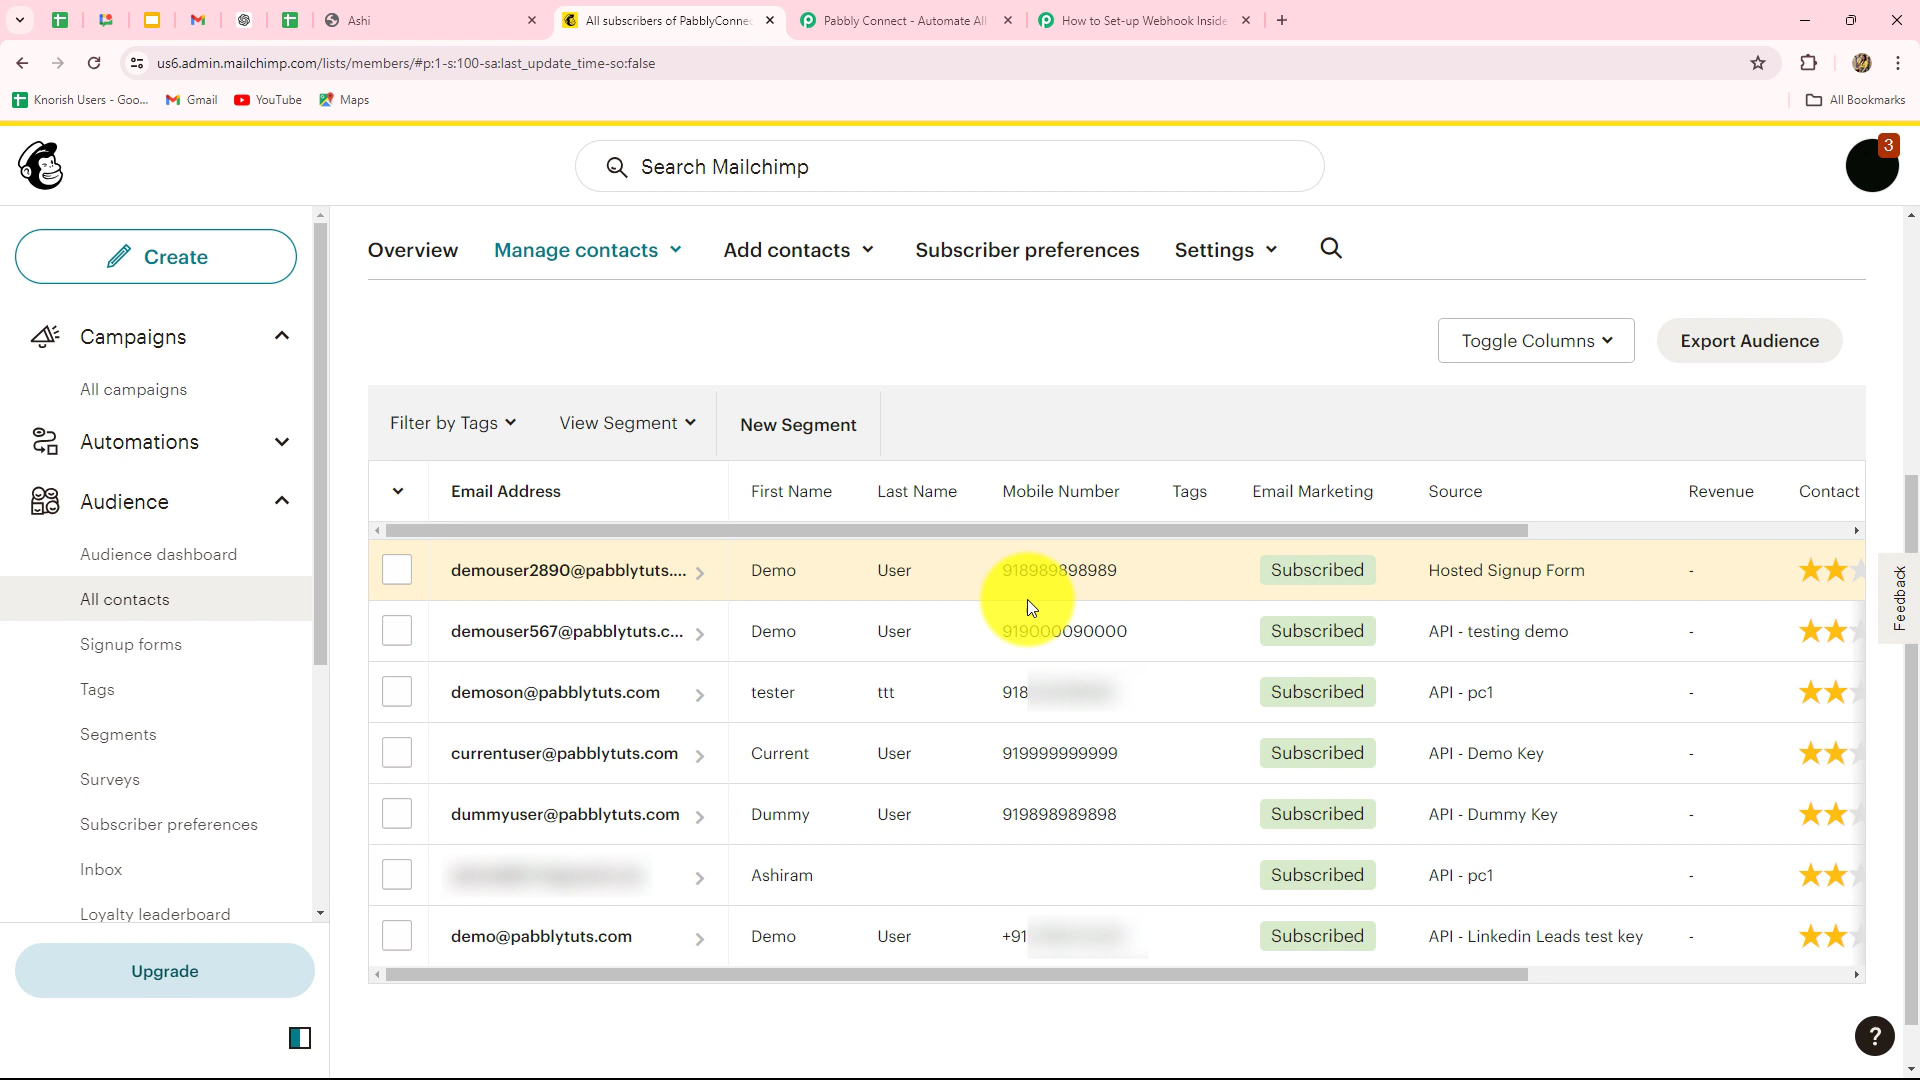 Ashi
All subscribers of PabblyConnec
Pabbly Connect - Automate All
How to Set-up Webhook Inside
us6.admin.mailchimp.com/lists/members/#p:1-s:100-sa:last_update_time-so:false
Knorish Users - Goo...
Gmail
YouTube
Maps
All Bookmarks
Search Mailchimp
3
Create
Overview
Manage contacts
Add contacts
Subscriber preferences
Settings
Campaigns
All campaigns
Automations
Audience
Audience dashboard
All contacts
Signup forms
Tags
Segments
Surveys
Subscriber preferences
Inbox
Loyalty leaderboard
Upgrade
Toggle Columns
Export Audience
Filter by Tags
View Segment
New Segment
Email Address First Name Last Name Mobile Number Tags Email Marketing Source Revenue Contact
demouser2890@pabblytuts.... Demo User 918989898989 Subscribed Hosted Signup Form -
demouser567@pabblytuts.c... Demo User 919000090000 Subscribed API - testing demo -
demoson@pabblytuts.com tester ttt 918 Subscribed API - pc1 -
currentuser@pabblytuts.com Current User 919999999999 Subscribed API - Demo Key -
dummyuser@pabblytuts.com Dummy User 919898989898 Subscribed API - Dummy Key -
Ashiram Subscribed API - pc1 -
demo@pabblytuts.com Demo User +91 Subscribed API - Linkedin Leads test key -
Feedback
?